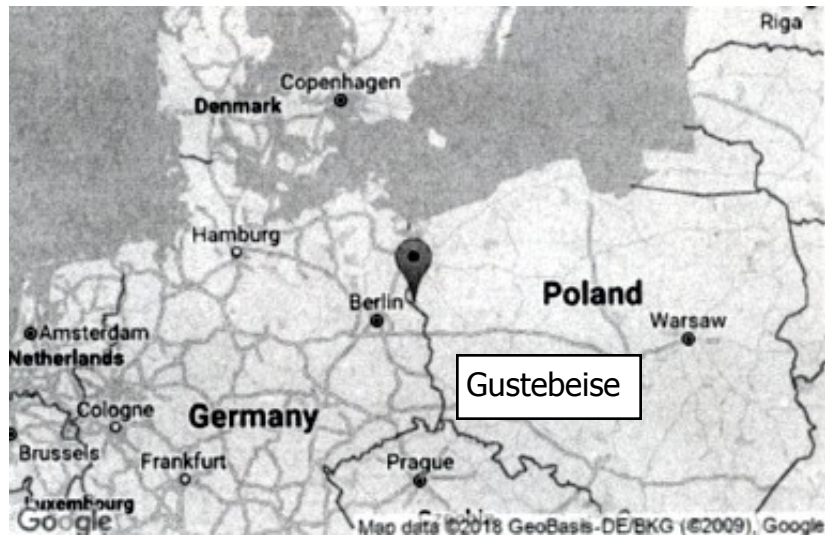 Riga
Copenhagen
Denmark
Hamburg
Berlin
Poland
Warsaw
Amsterdam
Netherlands
Gustebeise
Cologne
Germany
Brussels
Frankfurt
Prague
Luxembourg
Google
Map data ©2018 GeoBasis-DE/BKG (©2009), Google